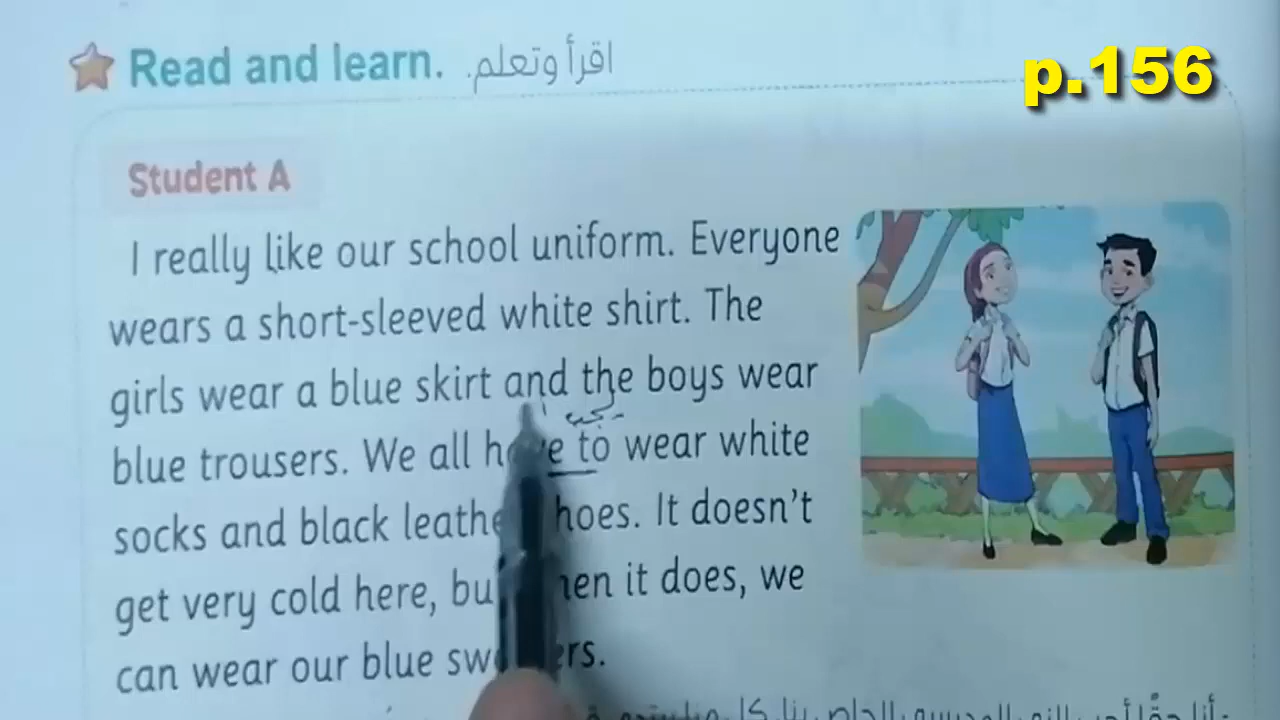 Read and learn. اقرأ وتعلم.
p.156
Student A
I really like our school uniform. Everyone
wears a short-sleeved white shirt. The
girls wear a blue skirt and the boys wear
blue trousers. We all have to wear white
socks and black leather shoes. It doesn't
get very cold here, but when it does, we
can wear our blue sweaters.